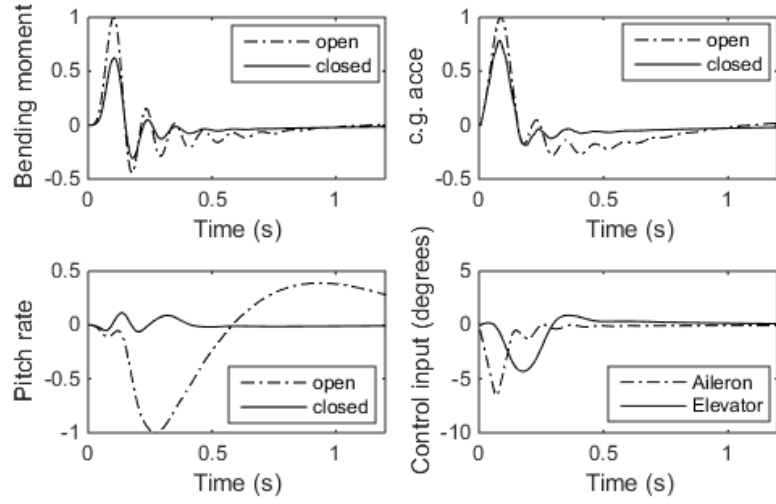 Bending moment
1
0.5
0
-0.5
0
0.5
1
Time (s)
open
closed
c.g. acce
1
0.5
0
-0.5
0
0.5
1
Time (s)
open
closed
Pitch rate
0.5
0
-0.5
-1
0
0.5
1
Time (s)
open
closed
Control input (degrees)
5
0
-5
-10
0
0.5
1
Time (s)
Aileron
Elevator